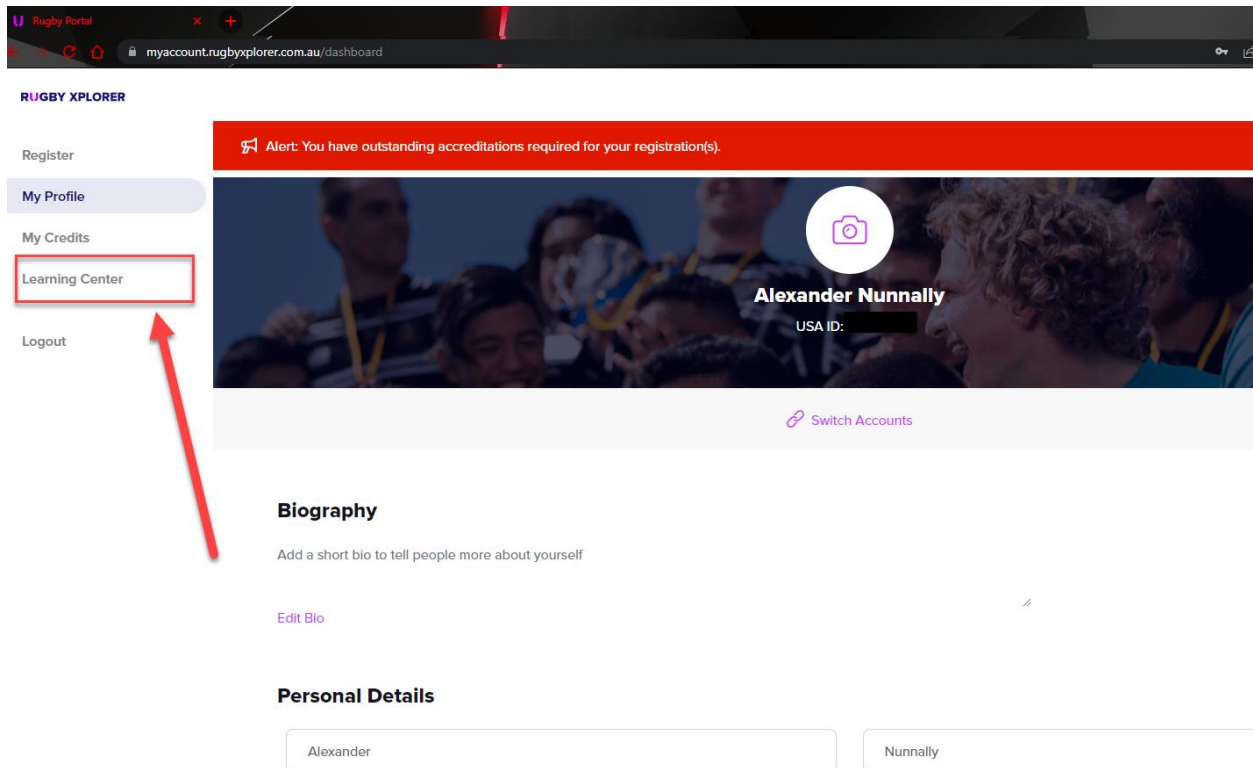 Rugby Portal
myaccount.rugbyxplorer.com.au/dashboard
RUGBY XPLORER
Register
My Profile
My Credits
Learning Center
Logout
Alert: You have outstanding accreditations required for your registration(s).
Alexander Nunnally
USA ID:
Switch Accounts
Biography
Add a short bio to tell people more about yourself
Edit Bio
Personal Details
Alexander
Nunnally